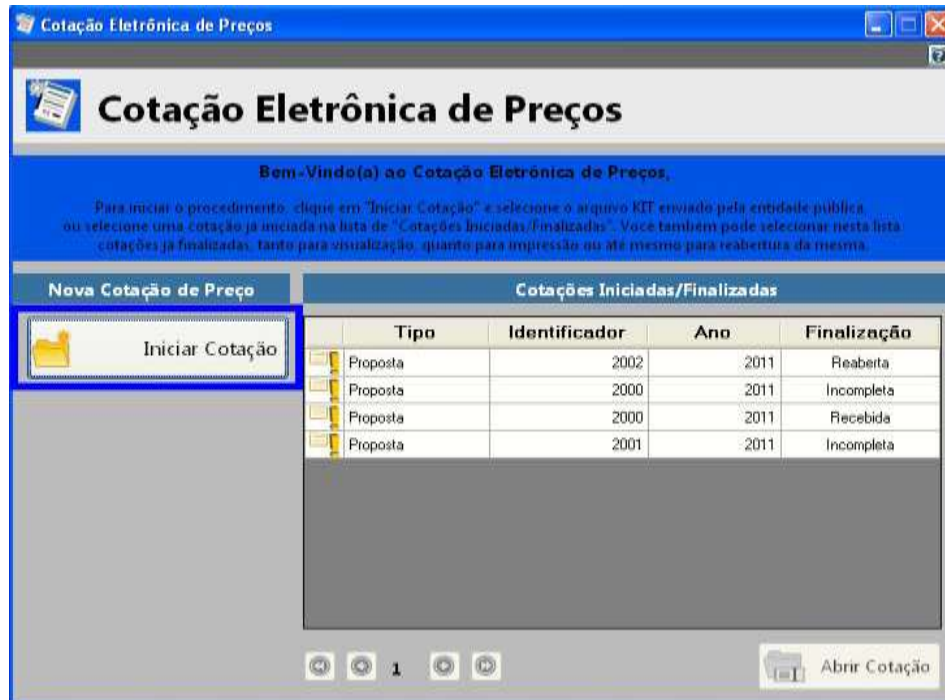 Cotação Eletrônica de Preços
Cotação Eletrônica de Preços
Bem-Vindo(a) ao Cotação Eletrônica de Preços,
Para iniciar o procedimento, clique em "Iniciar Cotação" e selecione o arquivo KIT enviado pela entidade pública,
ou selecione uma cotação já iniciada na lista de "Cotações Iniciadas/Finalizadas". Voce também pode selecionar nesta lista
cotações já finalizadas, tanto para visualização, quanto para impressão ou até mesmo para reabertura da mesma.
Nova Cotação de Preço
Cotações Iniciadas/Finalizadas
Iniciar Cotação
Tipo Identificador Ano Finalização
Proposta 2002 2011 Reaberta
Proposta 2000 2011 Incompleta
Proposta 2000 2011 Recebida
Proposta 2001 2011 Incompleta
1
Abrir Cotação